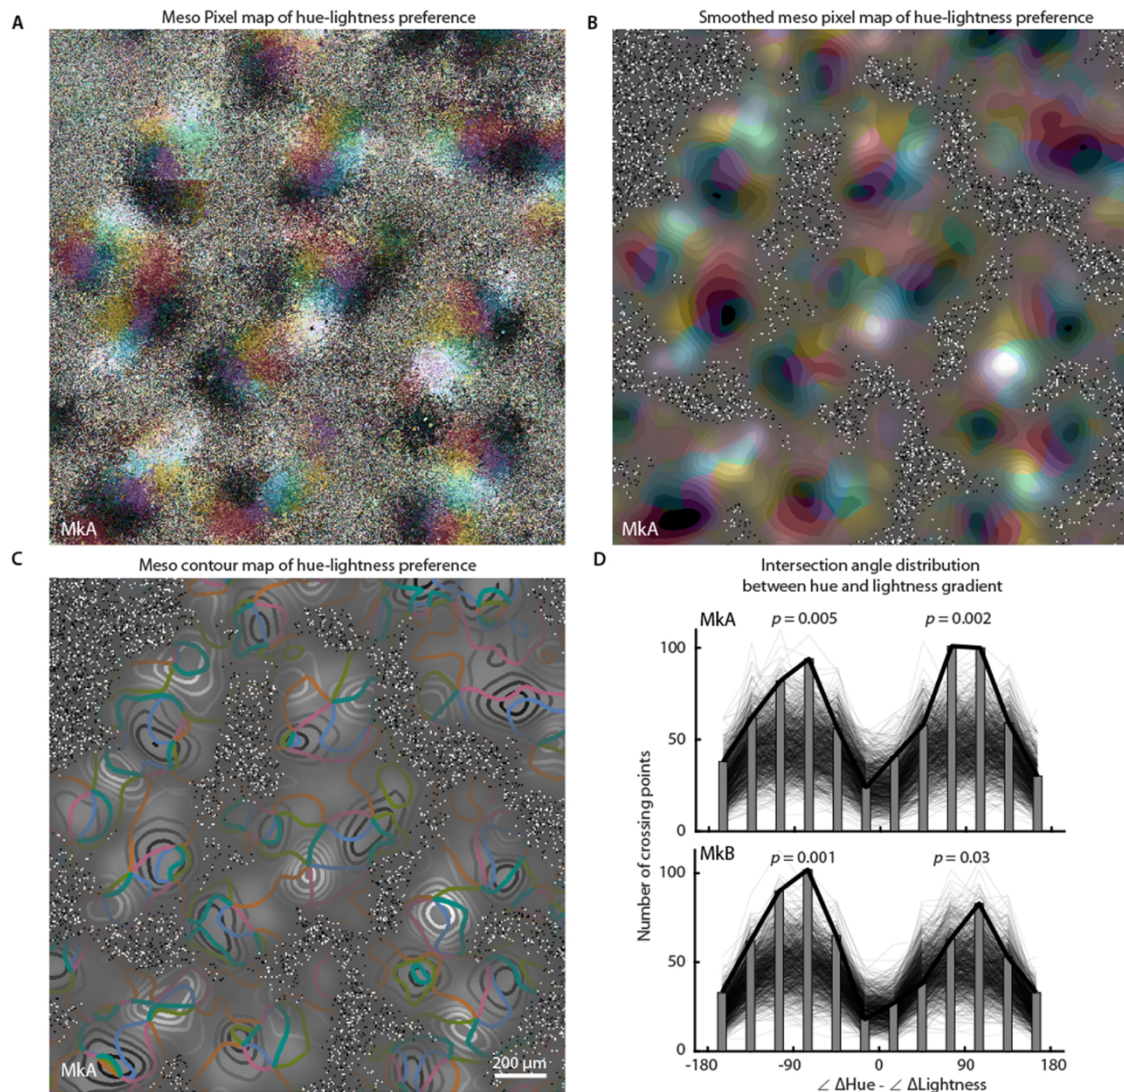 A
Meso Pixel map of hue-lightness preference
MkA
B
Smoothed meso pixel map of hue-lightness preference
MkA
C
Meso contour map of hue-lightness preference
MkA
200 μm
D
Intersection angle distribution
between hue and lightness gradient
MkA
p = 0.005
p = 0.002
100
50
0
MkB
p = 0.001
p = 0.03
100
50
0
Number of crossing points
-180
-90
0
90
180
∠ ΔHue - ∠ ΔLightness